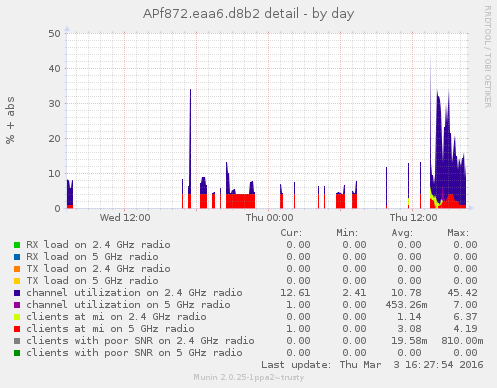 APf872.eaa6.d8b2 detail - by day
RRDTOOL / TOBI OETIKER
% + abs
50
40
30
20
10
0
Wed 12:00 Thu 00:00 Thu 12:00
Cur: Min: Avg: Max:
RX load on 2.4 GHz radio 0.00 0.00 0.00 0.00
RX load on 5 GHz radio 0.00 0.00 0.00 0.00
TX load on 2.4 GHz radio 0.00 0.00 0.00 0.00
TX load on 5 GHz radio 0.00 0.00 0.00 0.00
channel utilization on 2.4 GHz radio 12.61 2.41 10.78 45.42
channel utilization on 5 GHz radio 1.00 0.00 453.26m 7.00
clients at mi on 2.4 GHz radio 0.00 0.00 1.14 6.37
clients at mi on 5 GHz radio 1.00 0.00 3.08 4.19
clients with poor SNR on 2.4 GHz radio 0.00 0.00 19.58m 810.00m
clients with poor SNR on 5 GHz radio 0.00 0.00 0.00 0.00
Last update: Thu Mar 3 16:27:54 2016
Munin 2.0.25-1ppa2~trusty